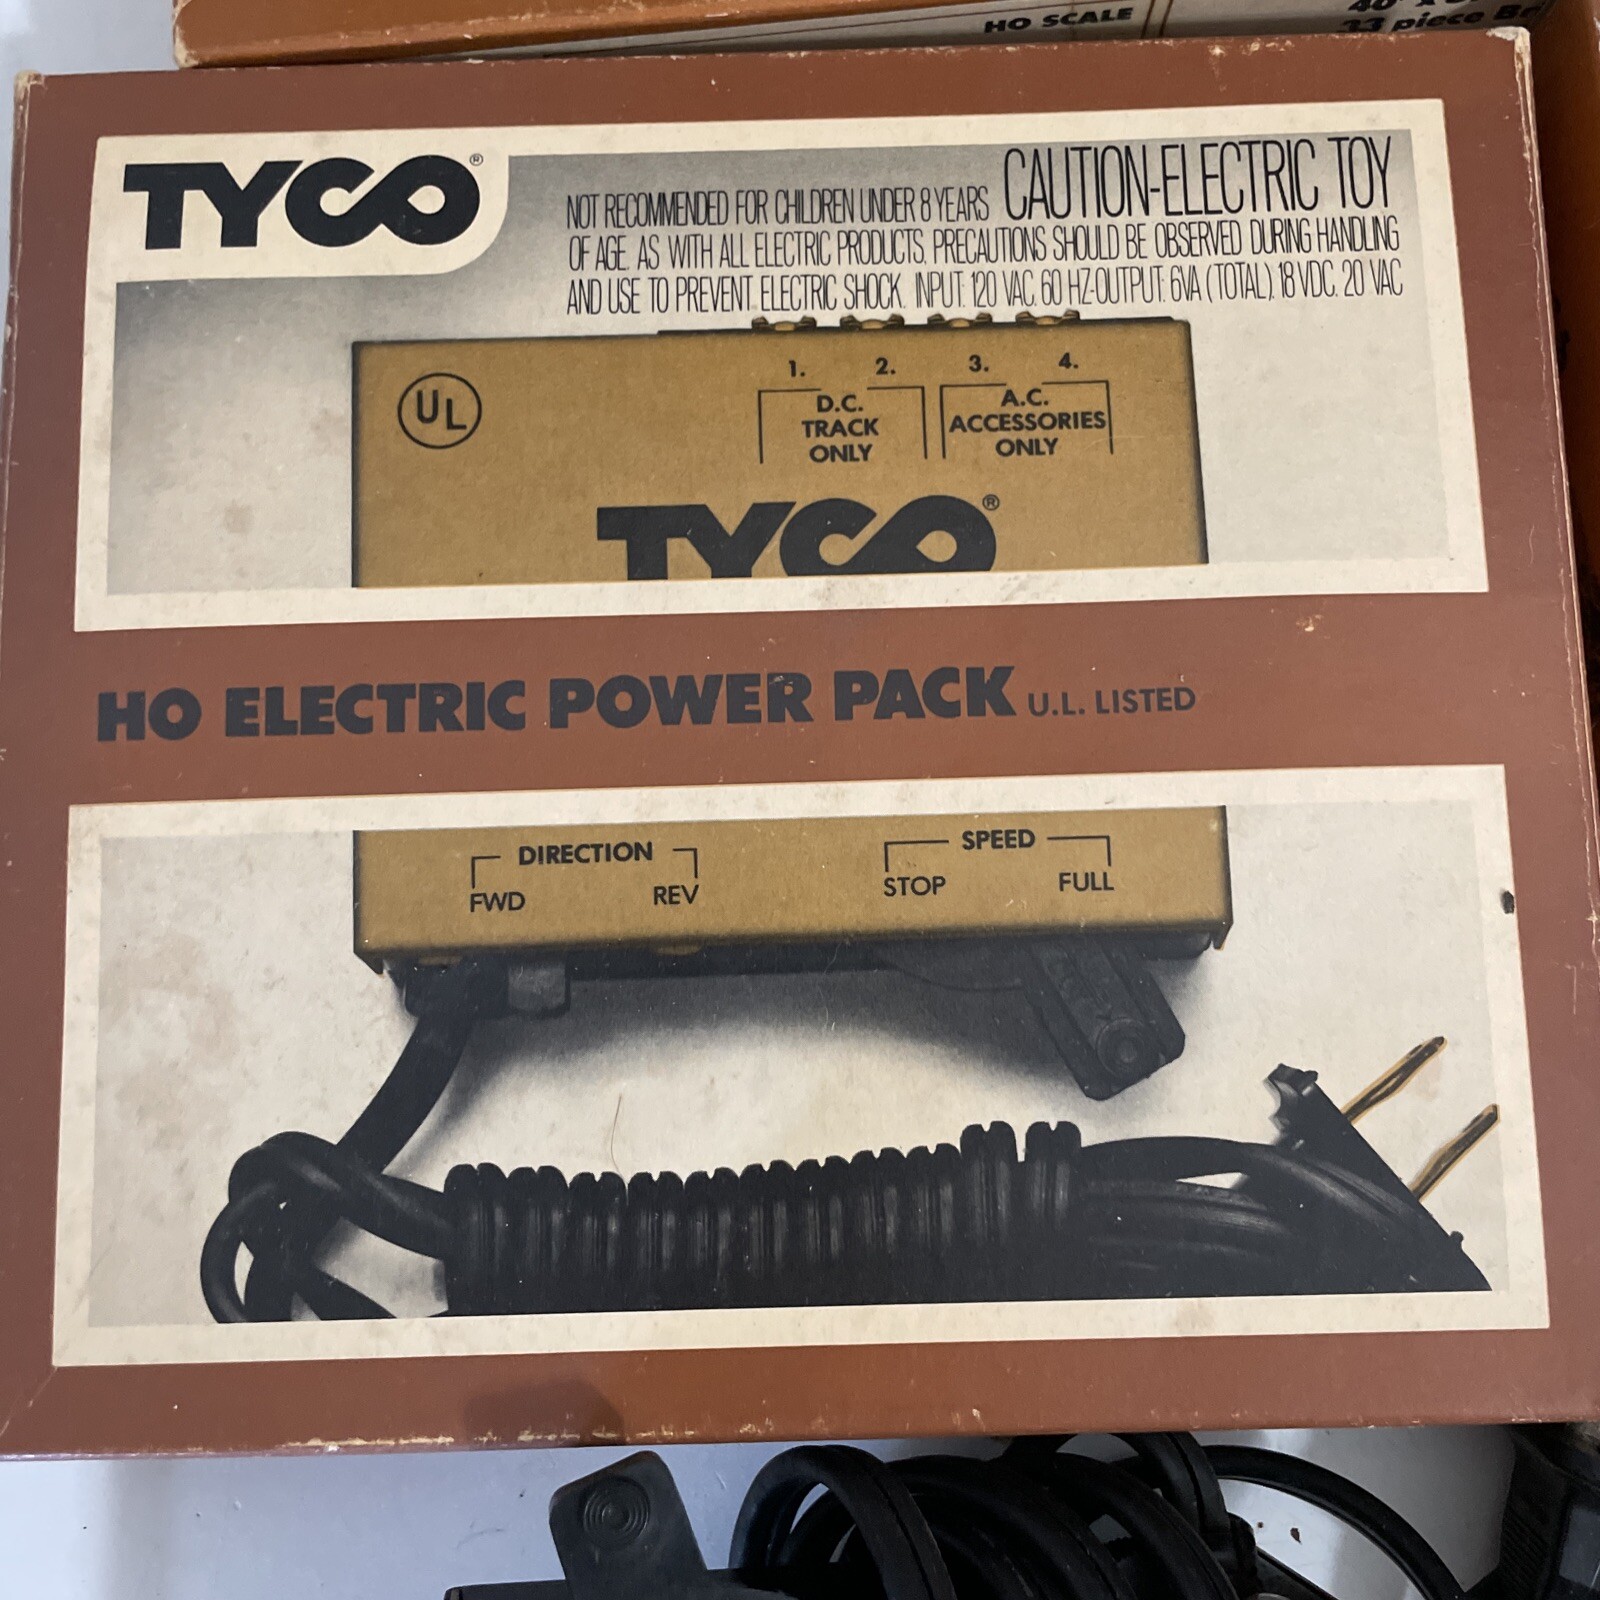 HO SCALE
33 piece
TYCO®
NOT RECOMMENDED FOR CHILDREN UNDER 8 YEARS CAUTION-ELECTRIC TOY
OF AGE. AS WITH ALL ELECTRIC PRODUCTS, PRECAUTIONS SHOULD BE OBSERVED DURING HANDLING
AND USE TO PREVENT ELECTRIC SHOCK. INPUT: 120 VAC, 60 HZ-OUTPUT: 6VA (TOTAL), 18 VDC, 20 VAC
UL
1. 2. 3. 4.
D.C. A.C.
TRACK ACCESSORIES
ONLY ONLY
TYCO®
HO ELECTRIC POWER PACK U.L. LISTED
DIRECTION SPEED
FWD REV STOP FULL